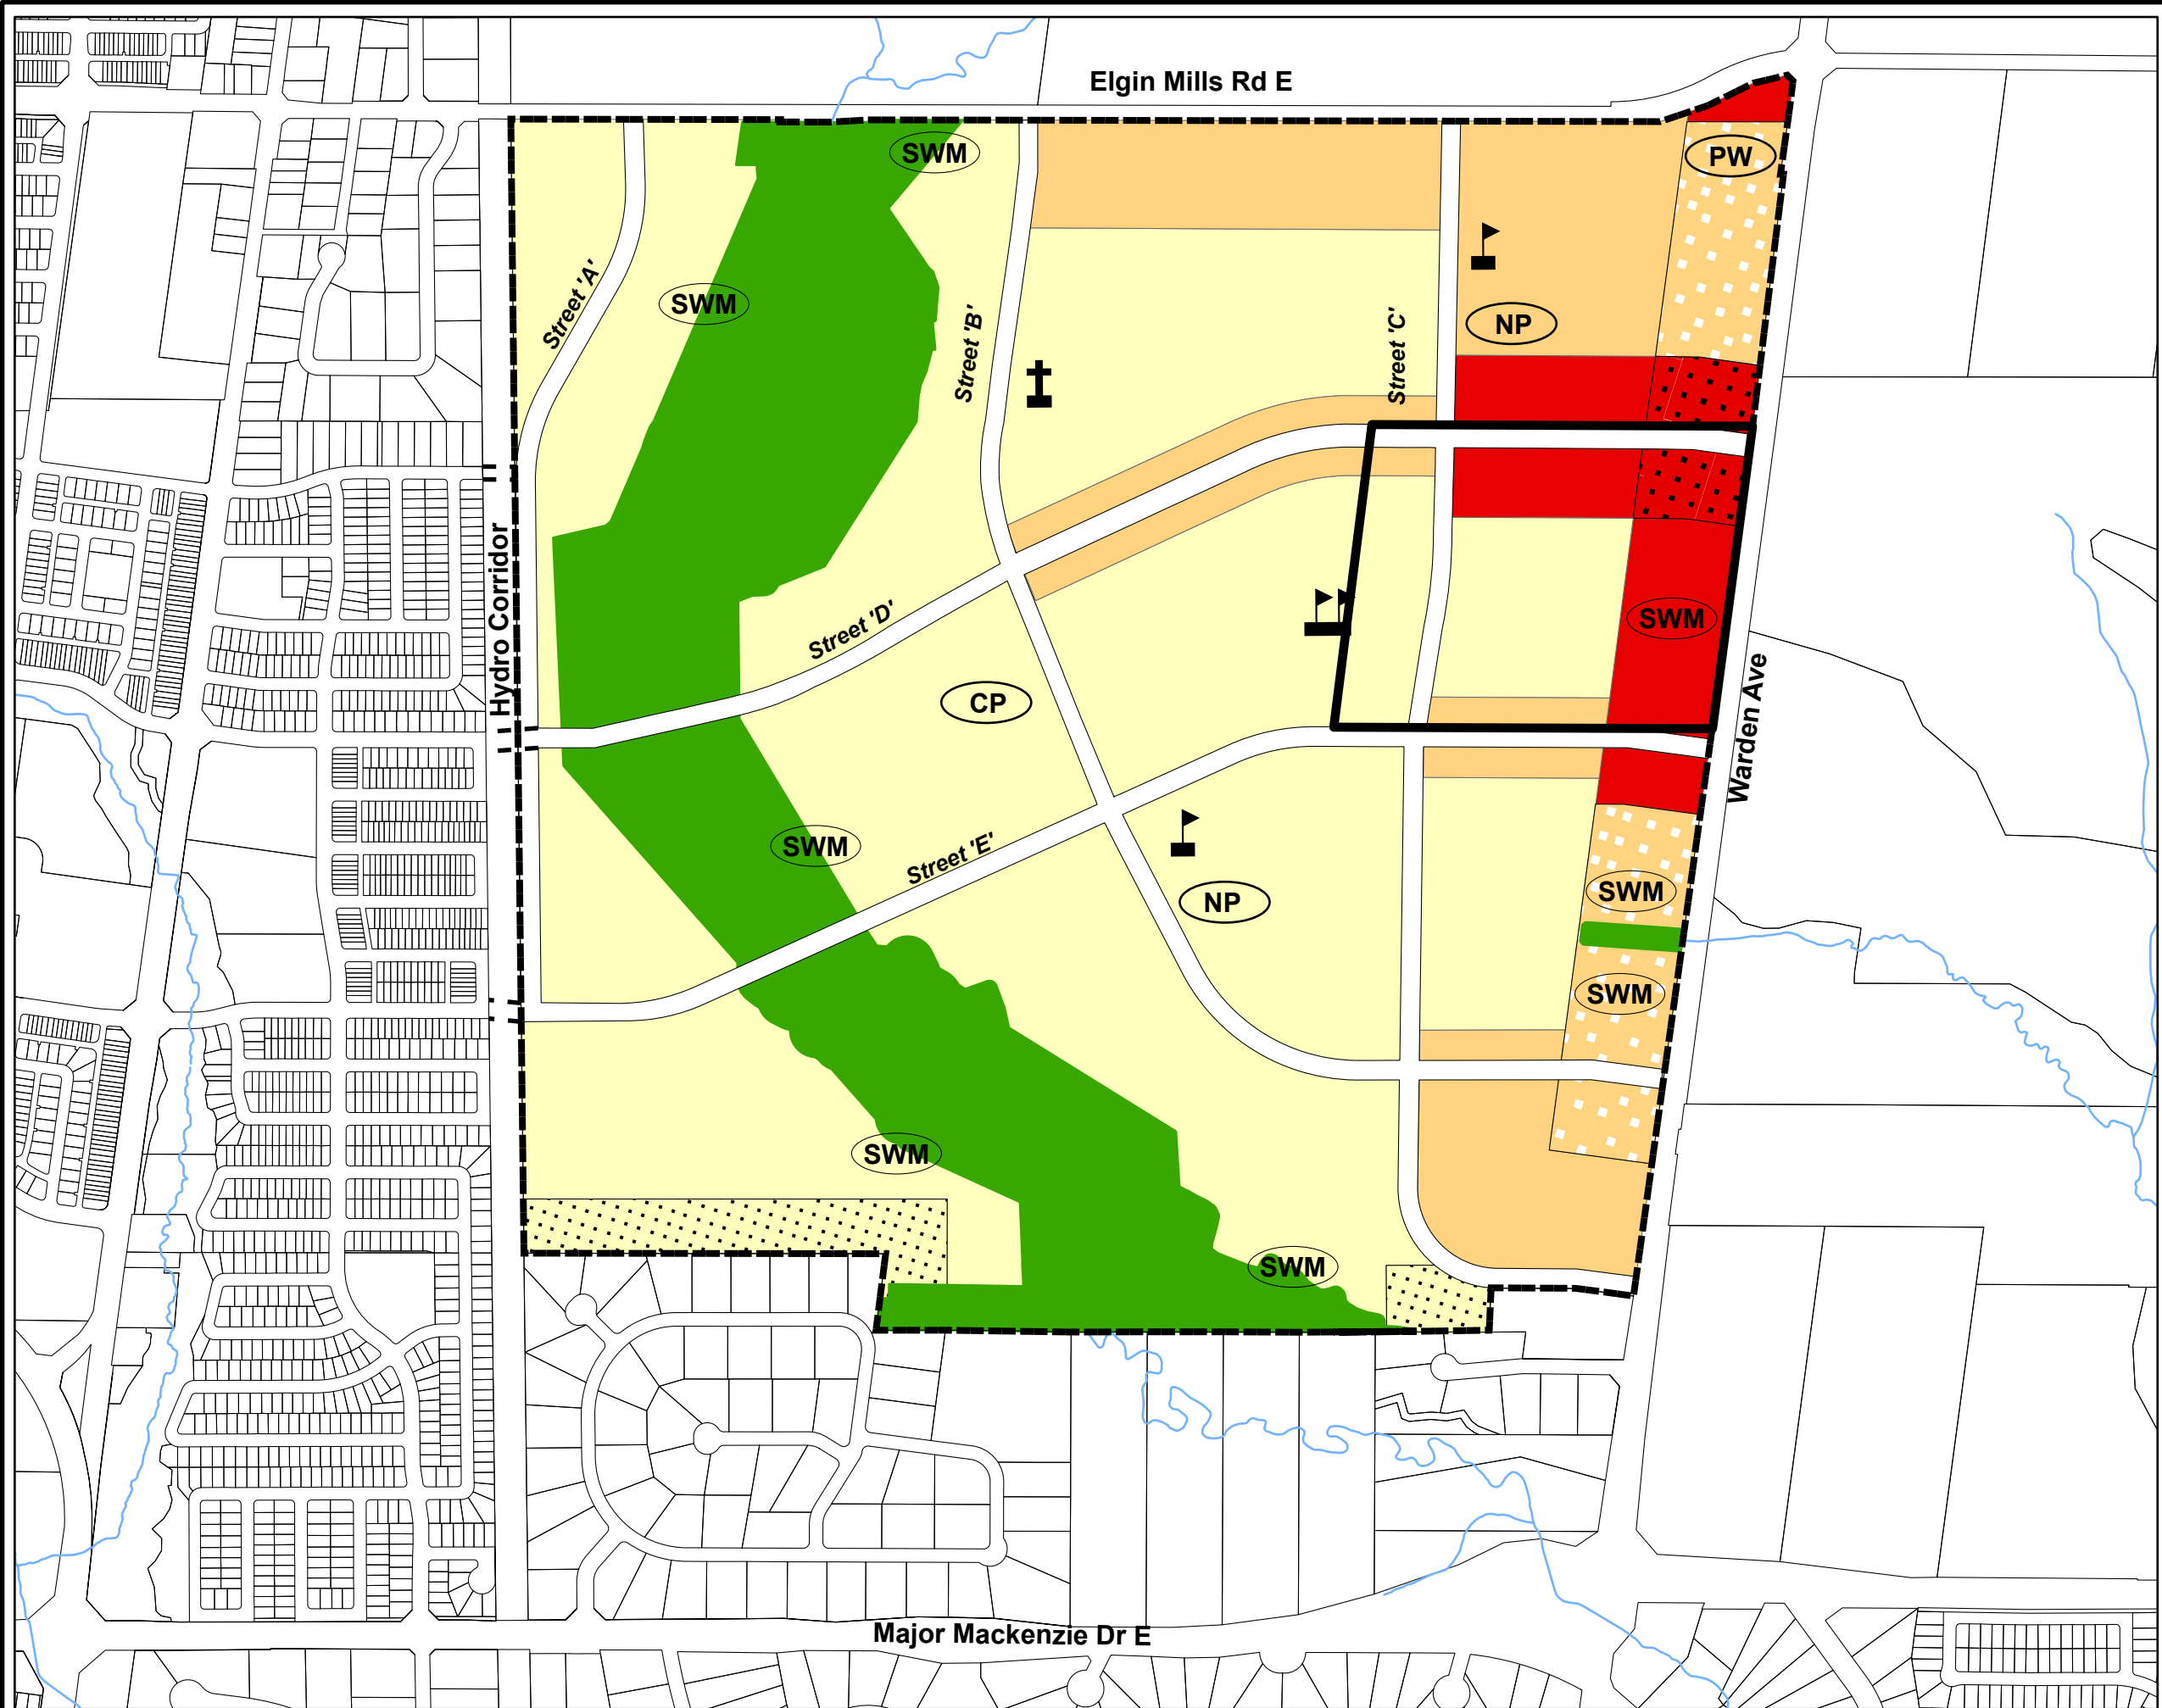 Elgin Mills Rd E
SWM
PW
Street 'A'
SWM
Street 'B'
Street 'C'
NP
Hydro Corridor
Street 'D'
SWM
CP
Warden Ave
SWM
Street 'E'
NP
SWM
SWM
SWM
SWM
Major Mackenzie Dr E